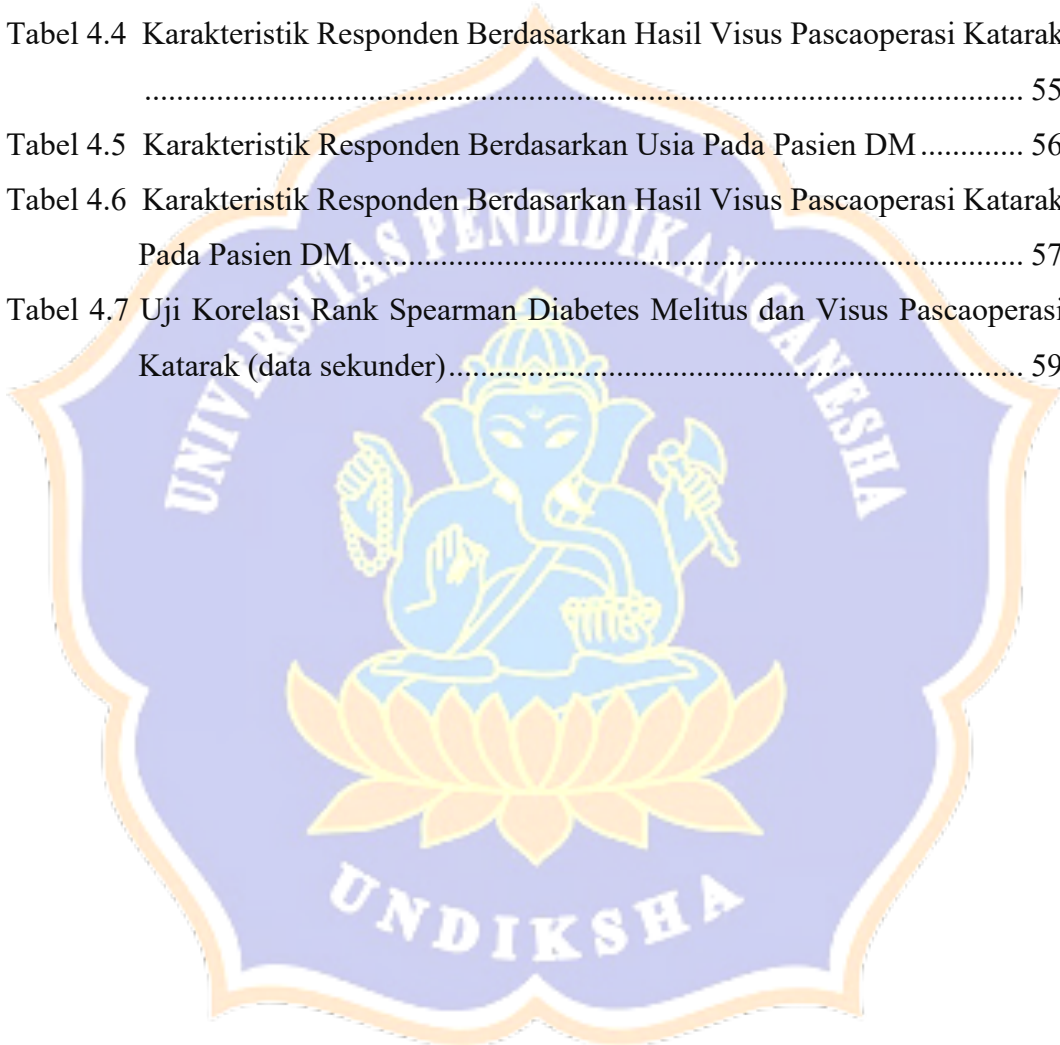 Tabel 4.4 Karakteristik Responden Berdasarkan Hasil Visus Pascaoperasi Katarak
............................................................................................................. 55
Tabel 4.5 Karakteristik Responden Berdasarkan Usia Pada Pasien DM ............. 56
Tabel 4.6 Karakteristik Responden Berdasarkan Hasil Visus Pascaoperasi Katarak
Pada Pasien DM................................................................................... 57
Tabel 4.7 Uji Korelasi Rank Spearman Diabetes Melitus dan Visus Pascaoperasi
Katarak (data sekunder)....................................................................... 59
UNIVERSITAS PENDIDIKAN GANESHA
UNDIKSHA